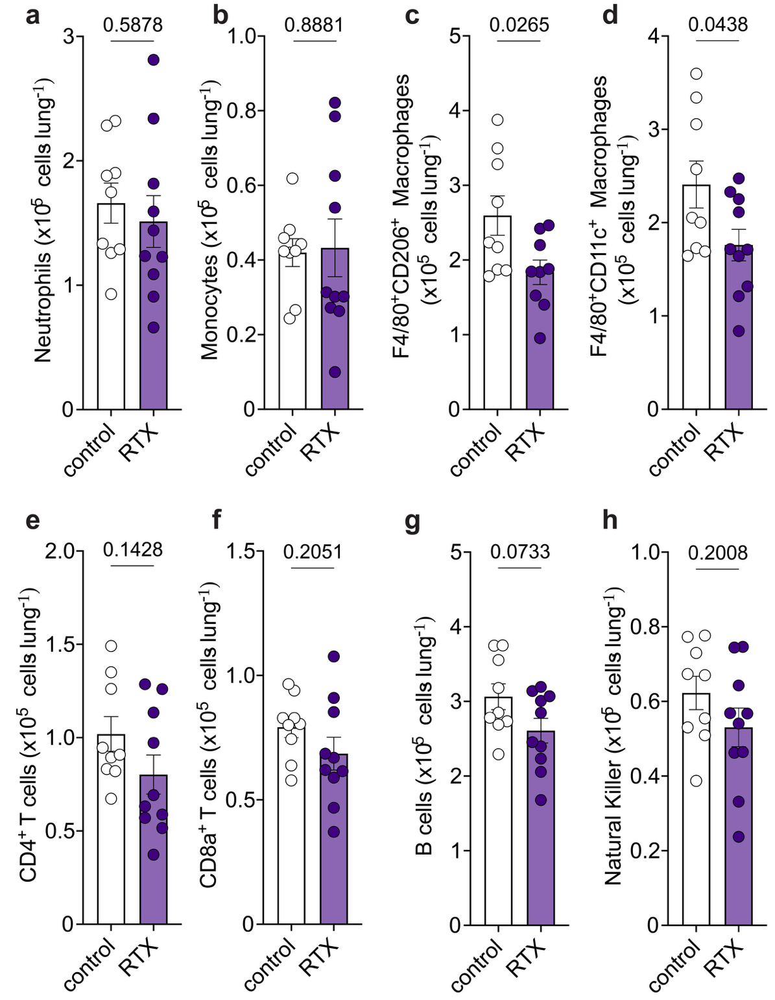 a
0.5878
Neutrophils (x10⁵ cells lung⁻¹)
3
2
1
0
control
RTX
b
0.8881
Monocytes (x10⁵ cells lung⁻¹)
1.0
0.8
0.6
0.4
0.2
0
control
RTX
c
0.0265
F4/80⁺CD206⁺ Macrophages
(x10⁵ cells lung⁻¹)
5
4
3
2
1
0
control
RTX
d
0.0438
F4/80⁺CD11c⁺ Macrophages
(x10⁵ cells lung⁻¹)
4
3
2
1
0
control
RTX
e
0.1428
CD4⁺ T cells (x10⁵ cells lung⁻¹)
2.0
1.5
1.0
0.5
0
control
RTX
f
0.2051
CD8a⁺ T cells (x10⁵ cells lung⁻¹)
1.5
1.0
0.5
0
control
RTX
g
0.0733
B cells (x10⁵ cells lung⁻¹)
5
4
3
2
1
0
control
RTX
h
0.2008
Natural Killer (x10⁵ cells lung⁻¹)
1.0
0.8
0.6
0.4
0.2
0
control
RTX